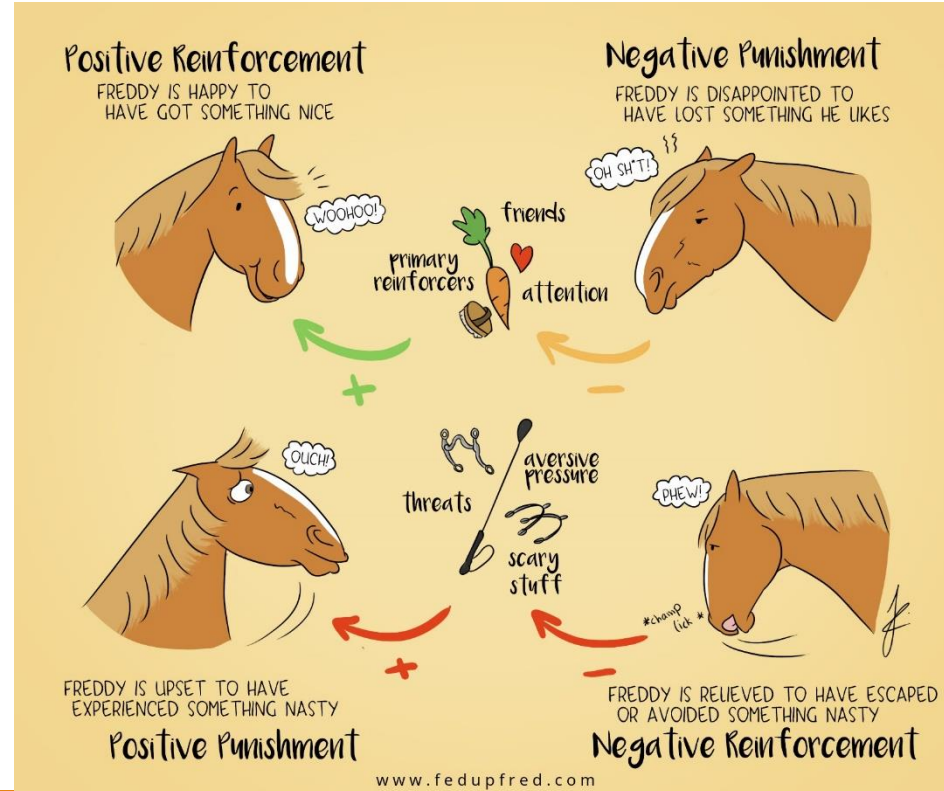 Positive Reinforcement
FREDDY IS HAPPY TO
HAVE GOT SOMETHING NICE
WOOHOO!
Negative Punishment
FREDDY IS DISAPPOINTED TO
HAVE LOST SOMETHING HE LIKES
OH SH*T!
friends
primary
reinforcers
attention
+
−
OUCH!
threats
aversive
pressure
scary
stuff
PHEW!
*champ
lick *
+
−
FREDDY IS UPSET TO HAVE
EXPERIENCED SOMETHING NASTY
Positive Punishment
FREDDY IS RELIEVED TO HAVE ESCAPED
OR AVOIDED SOMETHING NASTY
Negative Reinforcement
www.fedupfred.com